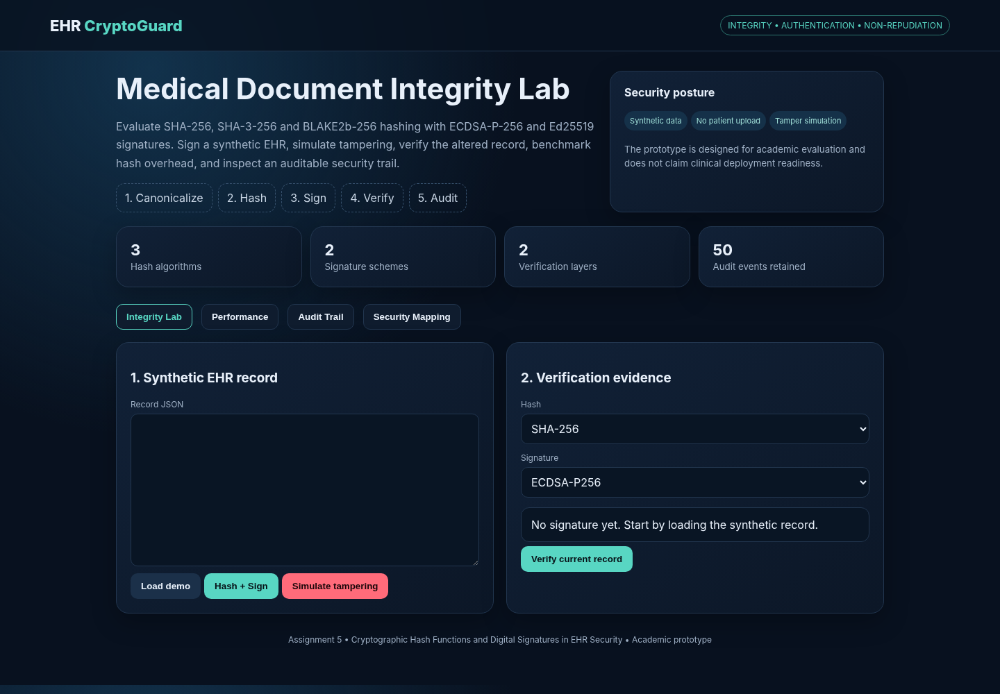 EHR CryptoGuard
INTEGRITY • AUTHENTICATION • NON-REPUDIATION
Medical Document Integrity Lab
Evaluate SHA-256, SHA-3-256 and BLAKE2b-256 hashing with ECDSA-P-256 and Ed25519
signatures. Sign a synthetic EHR, simulate tampering, verify the altered record, benchmark
hash overhead, and inspect an auditable security trail.
1. Canonicalize
2. Hash
3. Sign
4. Verify
5. Audit
Security posture
Synthetic data
No patient upload
Tamper simulation
The prototype is designed for academic evaluation and
does not claim clinical deployment readiness.
3
Hash algorithms
2
Signature schemes
2
Verification layers
50
Audit events retained
Integrity Lab
Performance
Audit Trail
Security Mapping
1. Synthetic EHR record
Record JSON
Load demo
Hash + Sign
Simulate tampering
2. Verification evidence
Hash
SHA-256
Signature
ECDSA-P256
No signature yet. Start by loading the synthetic record.
Verify current record
Assignment 5 • Cryptographic Hash Functions and Digital Signatures in EHR Security • Academic prototype